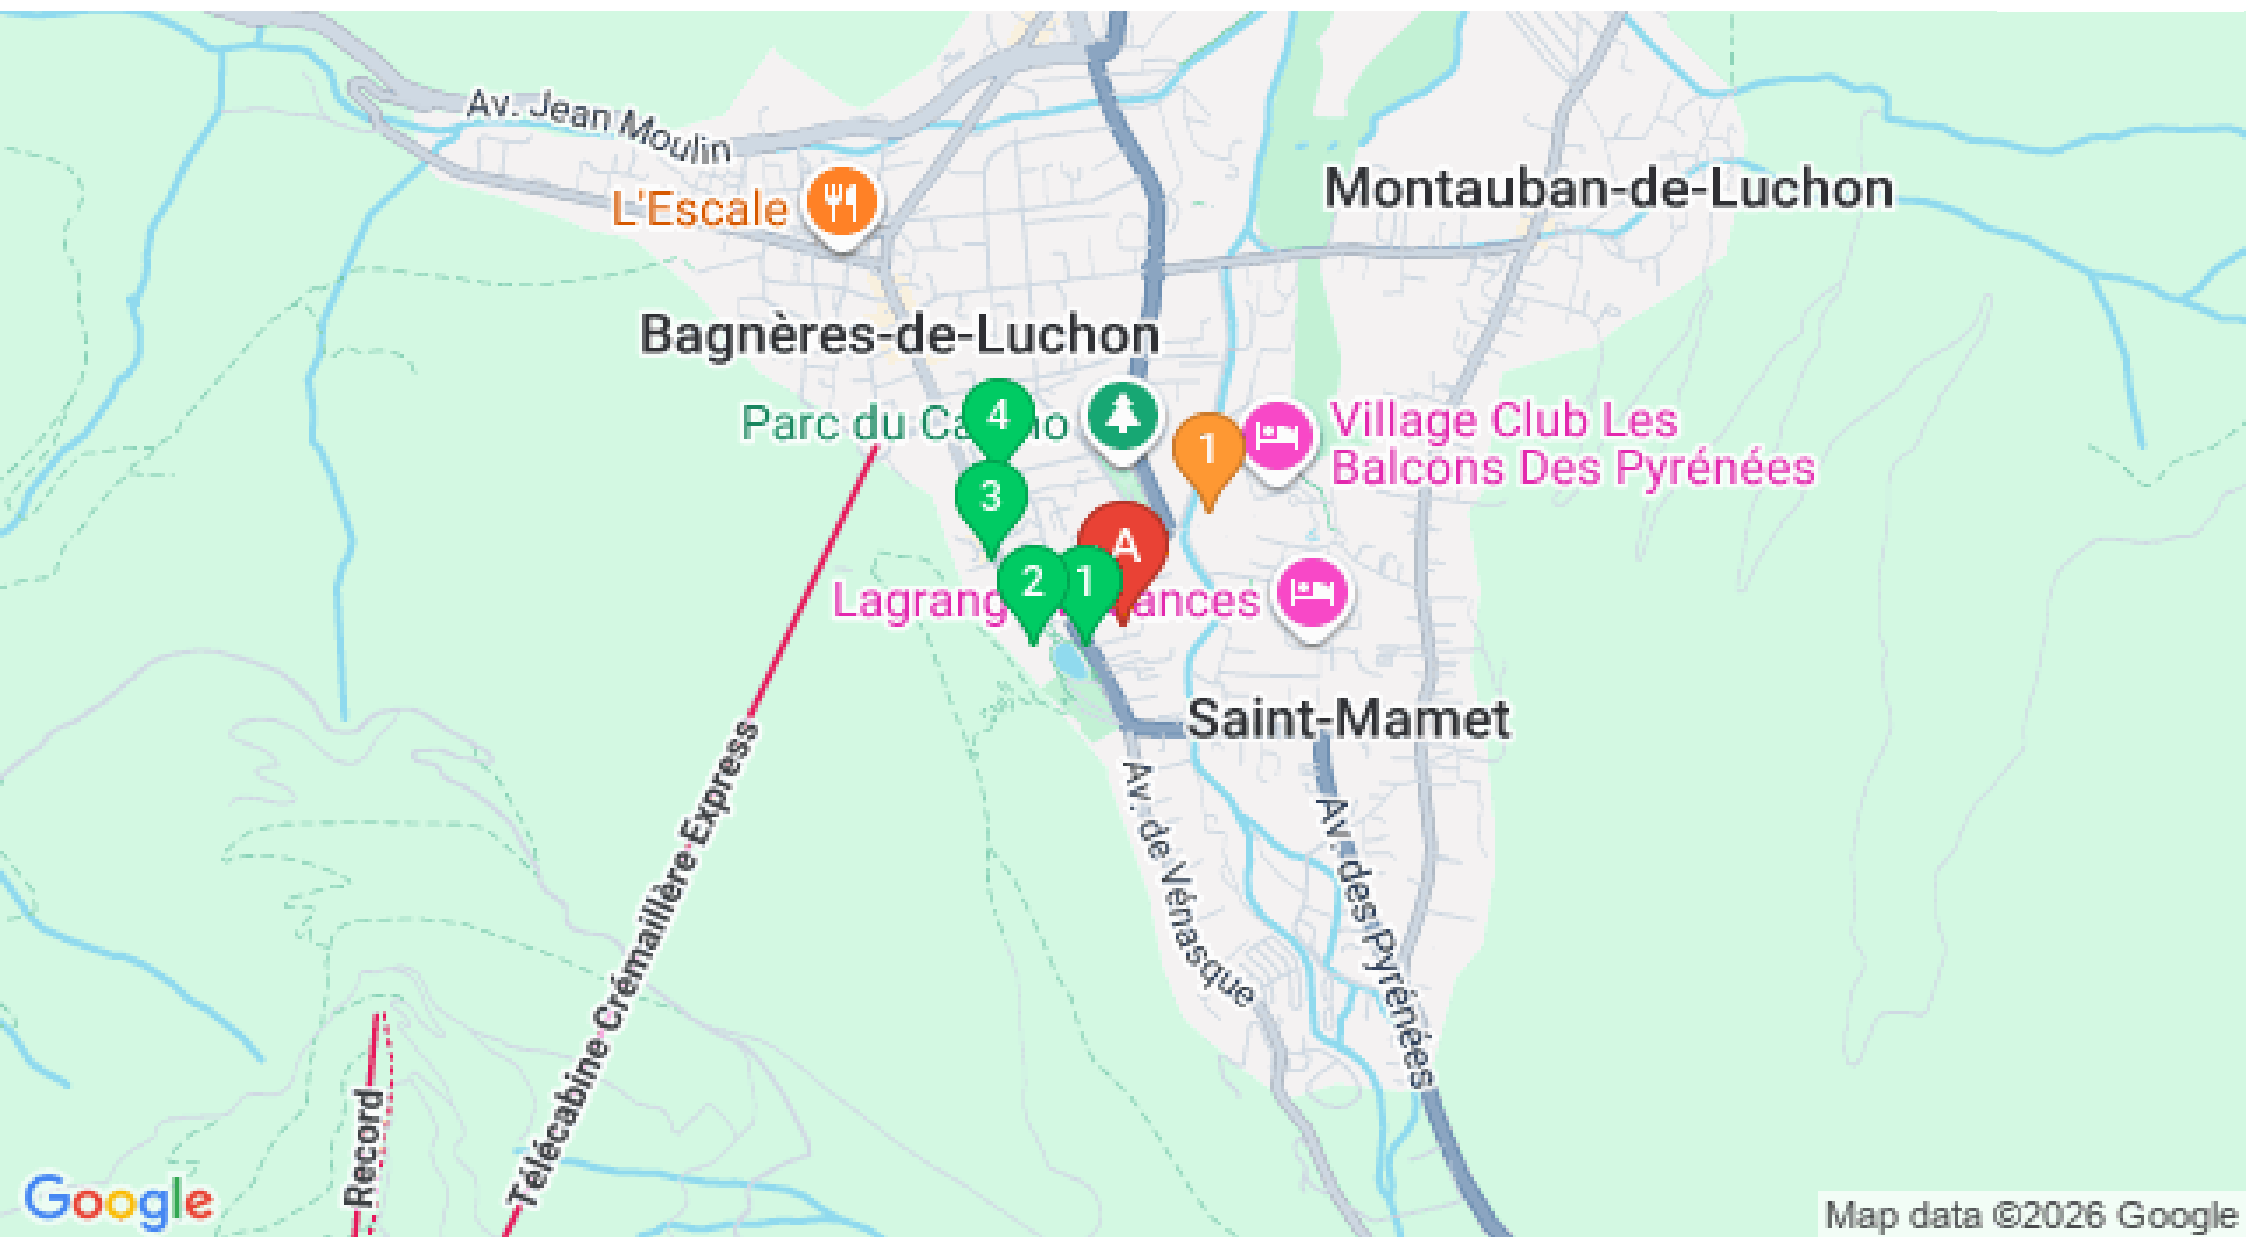 Av. Jean Moulin
L'Escale
Montauban-de-Luchon
Bagnères-de-Luchon
Parc du Ca
no
4
1
Village Club Les
Balcons Des Pyrénées
3
A
2
1
Lagrang
ances
Saint-Mamet
Av. de Vénasque
Av. des Pyrénées
Télécabine Crémaillère Express
Record
Google
Map data ©2026 Google